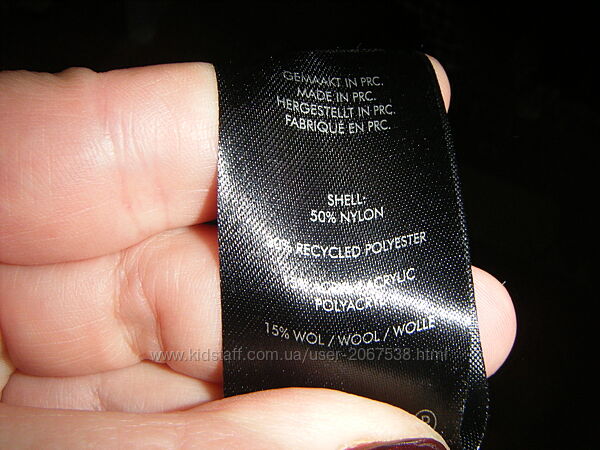 GEMAAKT IN PRC.
MADE IN PRC.
HERGESTELLT IN PRC.
FABRIQUÉ EN PRC.
SHELL:
50% NYLON
RECYCLED POLYESTER
15% WOL / WOOL / WOLLE
www.kidstaff.com.ua/user-2067538.html
®